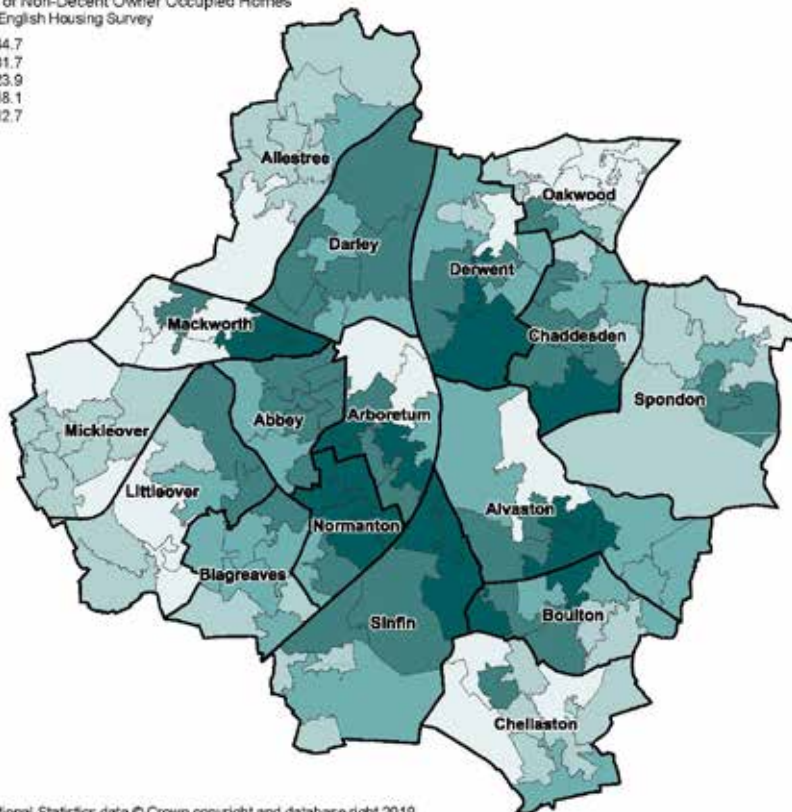 of Non-Decent Owner Occupied Homes
English Housing Survey
4.7
1.7
23.9
8.1
2.7
Allestree
Oakwood
Darley
Derwent
Mackworth
Chaddesden
Spondon
Abbey
Arboretum
Mickleover
Littleover
Alvaston
Normanton
Blagreaves
Boulton
Sinfin
Chellaston
tional Statistics data © Crown copyright and database right 2019